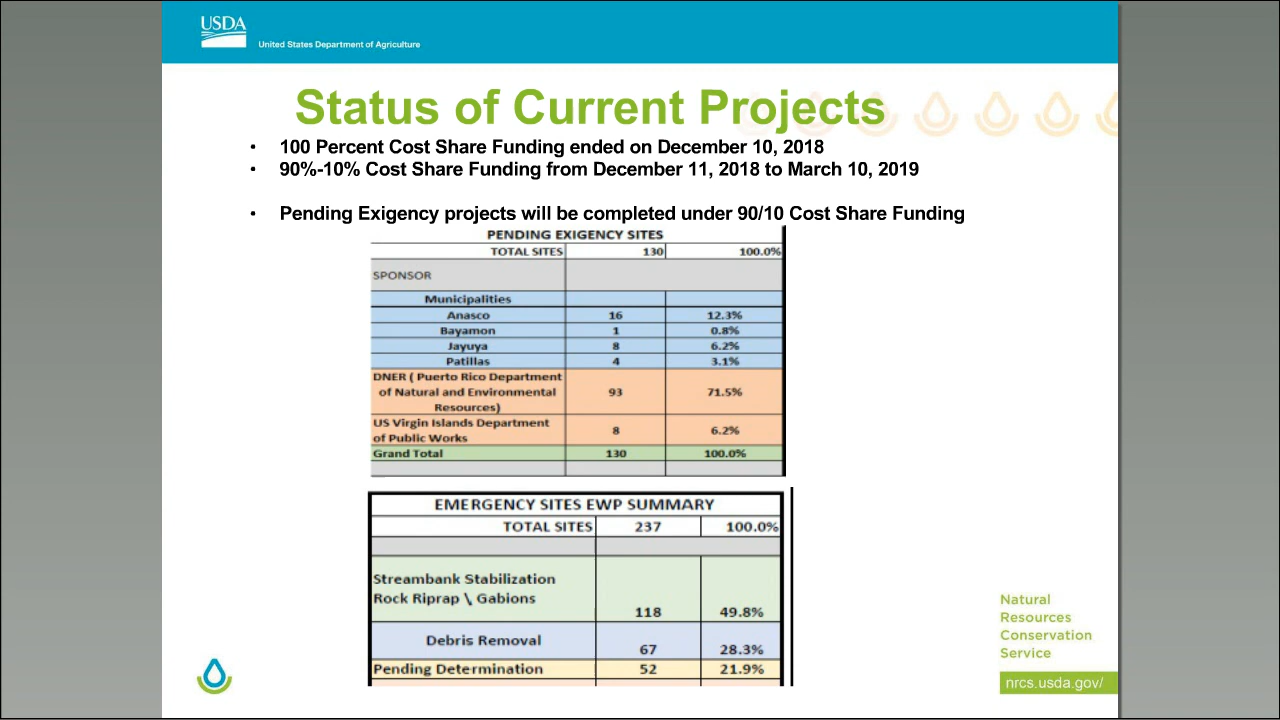 USDA
United States Department of Agriculture
Status of Current Projects
• 100 Percent Cost Share Funding ended on December 10, 2018
• 90%-10% Cost Share Funding from December 11, 2018 to March 10, 2019
• Pending Exigency projects will be completed under 90/10 Cost Share Funding
PENDING EXIGENCY SITES
TOTAL SITES 130 100.0%
SPONSOR
Municipalities
Anasco 16 12.3%
Bayamon 1 0.8%
Jayuya 8 6.2%
Patillas 4 3.1%
DNER ( Puerto Rico Department
of Natural and Environmental 93 71.5%
Resources)
US Virgin Islands Department
of Public Works 8 6.2%
Grand Total 130 100.0%
EMERGENCY SITES EWP SUMMARY
TOTAL SITES 237 100.0%
Streambank Stabilization
Rock Riprap \ Gabions
118 49.8%
Debris Removal 67 28.3%
Pending Determination 52 21.9%
Natural
Resources
Conservation
Service
nrcs.usda.gov/